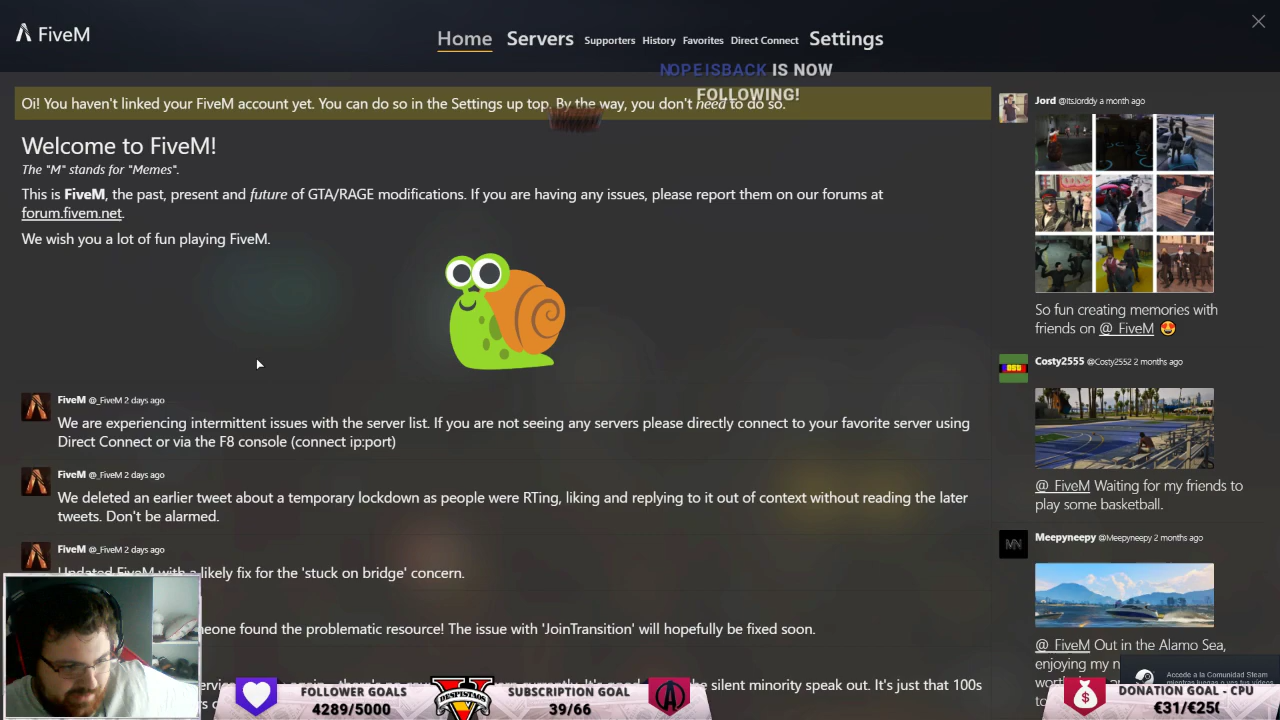 FiveM
Home Servers Supporters History Favorites Direct Connect Settings
NOPEISBACK IS NOW
FOLLOWING!
Oi! You haven't linked your FiveM account yet. You can do so in the Settings up top. By the way, you don't need to do so.
Welcome to FiveM!
The "M" stands for "Memes".
This is FiveM, the past, present and future of GTA/RAGE modifications. If you are having any issues, please report them on our forums at
forum.fivem.net.
We wish you a lot of fun playing FiveM.
FiveM @_FiveM 2 days ago
We are experiencing intermittent issues with the server list. If you are not seeing any servers please directly connect to your favorite server using
Direct Connect or via the F8 console (connect ip:port)
FiveM @_FiveM 2 days ago
We deleted an earlier tweet about a temporary lockdown as people were RTing, liking and replying to it out of context without reading the later
tweets. Don't be alarmed.
FiveM @_FiveM 2 days ago
Updated FiveM with a likely fix for the 'stuck on bridge' concern.
found the problematic resource! The issue with 'JoinTransition' will hopefully be fixed soon.
silent minority speak out. It's just that 100s
Jord @ItsJorddy a month ago
So fun creating memories with
friends on @_FiveM
Costy2555 @Costy2552 2 months ago
@_FiveM Waiting for my friends to
play some basketball.
Meepyneepy @Meepyneepy 2 months ago
@_FiveM Out in the Alamo Sea,
enjoying my
Accede a la Comunidad Steam
FOLLOWER GOALS
4289/5000
DESPISTAOS
SUBSCRIPTION GOAL
39/66
DONATION GOAL - CPU
€31/€250